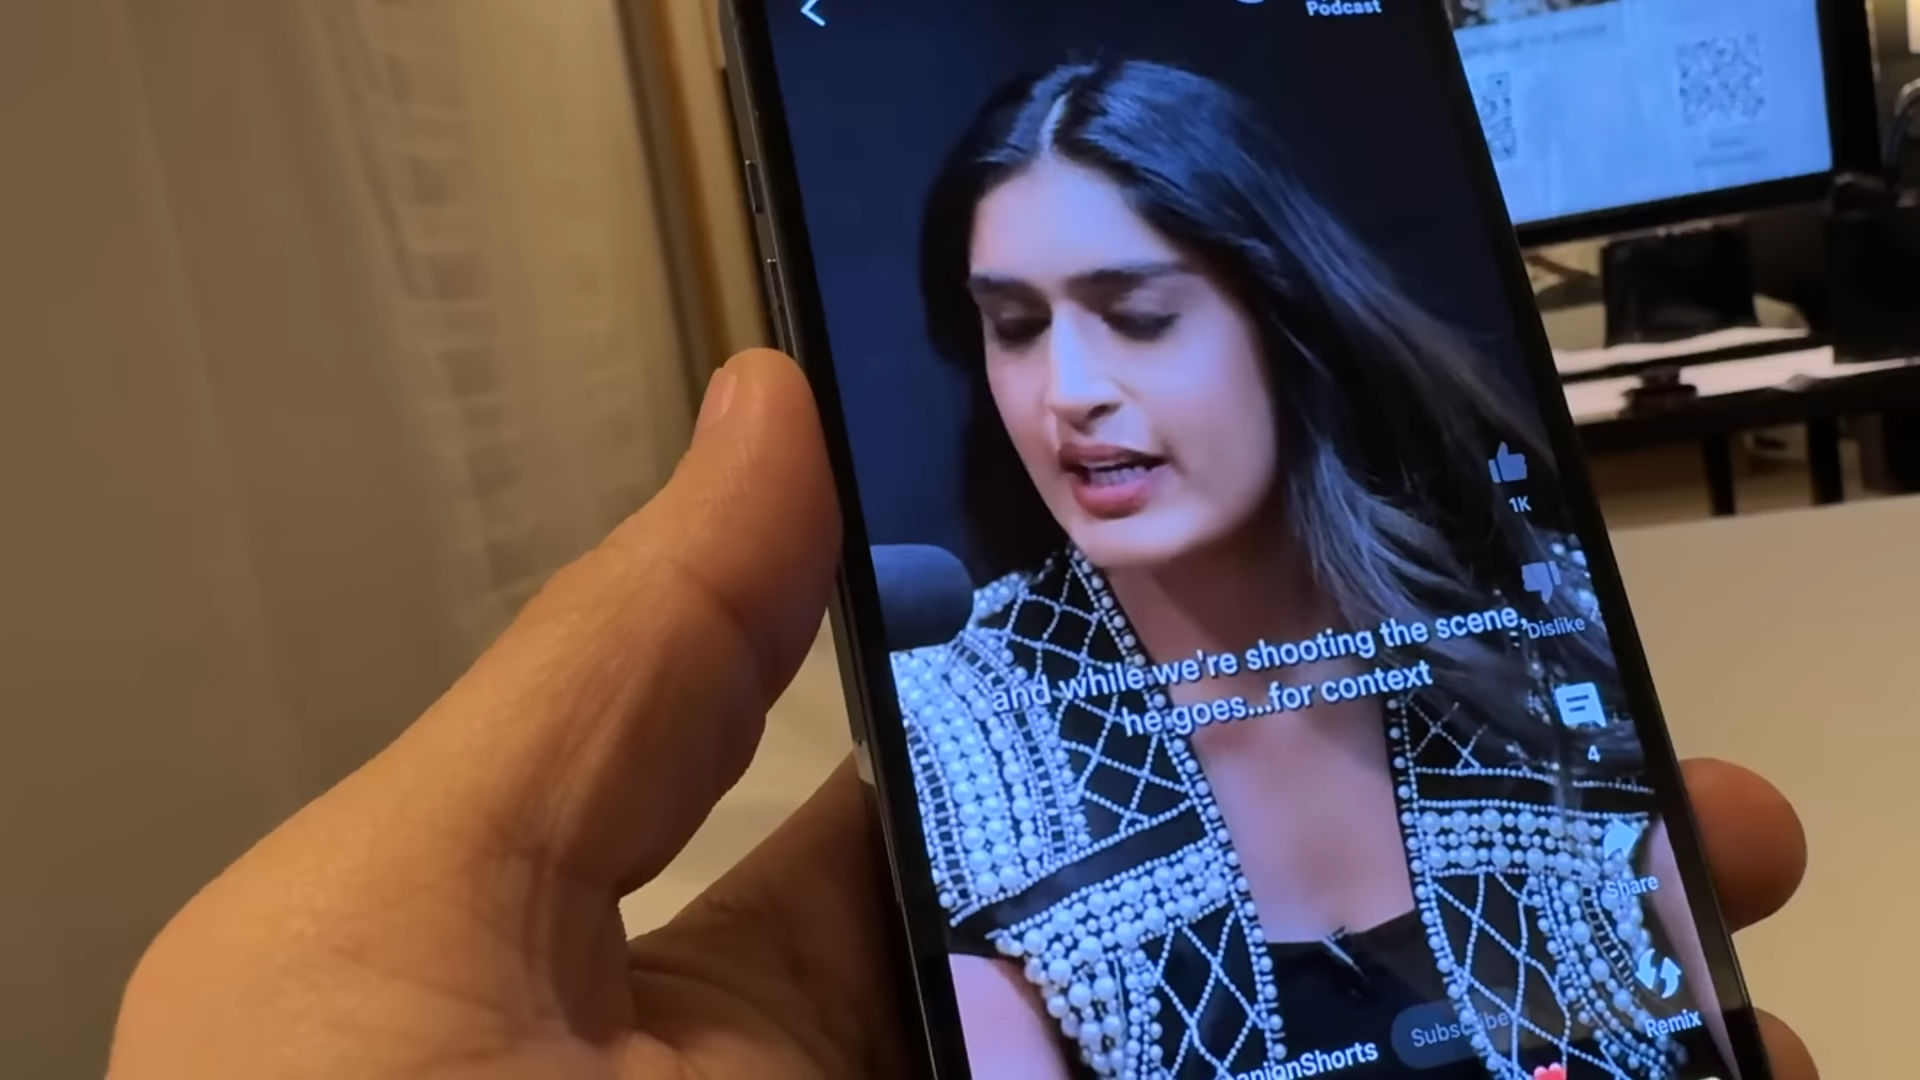 Podcast
1K
Dislike
and while we're shooting the scene,
he goes...for context
4
Share
Subscribe
Remix